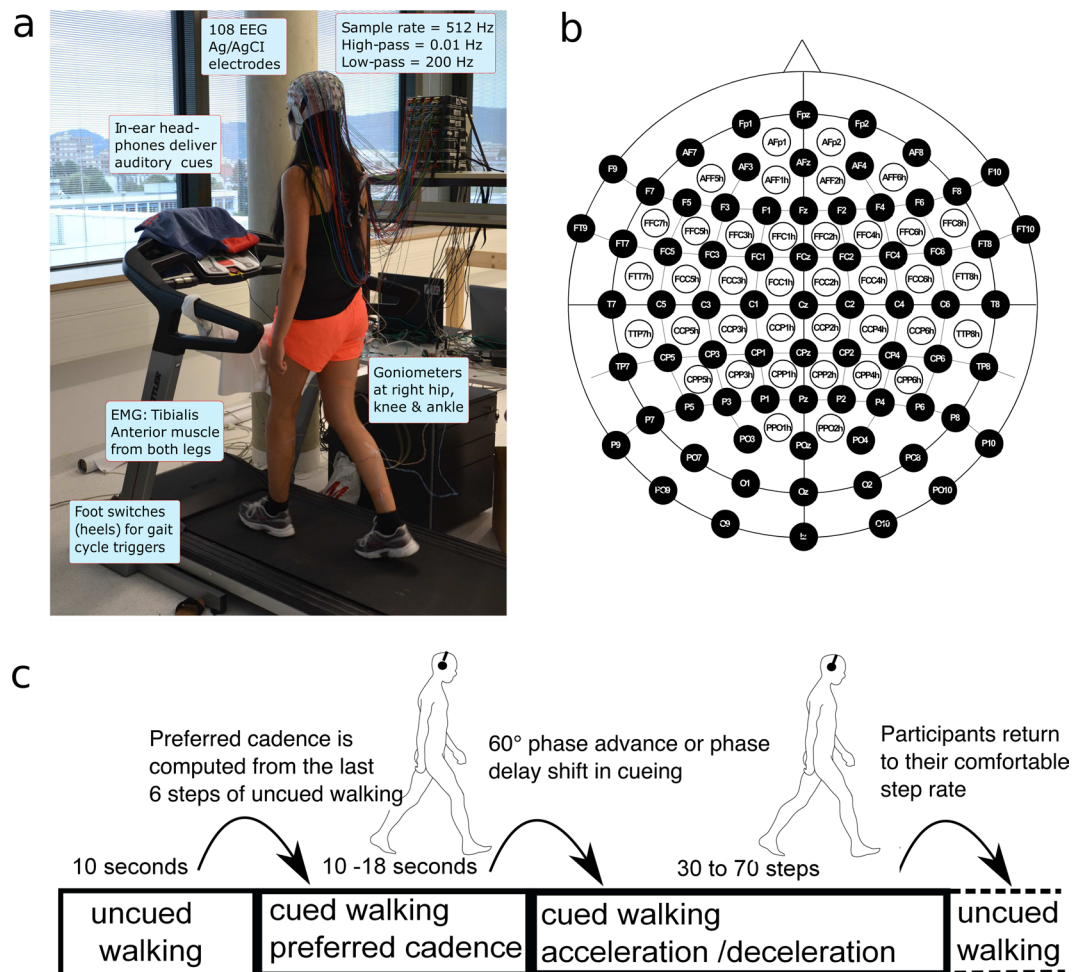 a
108 EEG
Ag/AgCI
electrodes
Sample rate = 512 Hz
High-pass = 0.01 Hz
Low-pass = 200 Hz
In-ear head-
phones deliver
auditory cues
Goniometers
at right hip,
knee & ankle
EMG: Tibialis
Anterior muscle
from both legs
Foot switches
(heels) for gait
cycle triggers
b
Fpz
Fp1 Fp2
AFp1 AFp2
AF7 AF3 AFz AF4 AF8
F9 AFF5h AFF1h AFF2h AFF6h F10
F7 F5 F3 F1 Fz F2 F4 F6 F8
FT9 FFC7h FFC5h FFC3h FFC1h FFC2h FFC4h FFC6h FFC8h FT10
FT7 FC5 FC3 FC1 FCz FC2 FC4 FC6 FT8
FTT7h FCC5h FCC3h FCC1h FCC2h FCC4h FCC6h FTT8h
T7 C5 C3 C1 Cz C2 C4 C6 T8
TTP7h CCP5h CCP3h CCP1h CCP2h CCP4h CCP6h TTP8h
TP7 CP5 CP3 CP1 CPz CP2 CP4 CP6 TP8
CPP5h CPP3h CPP1h CPP2h CPP4h CPP6h
P7 P5 P3 P1 Pz P2 P4 P6 P8
P9 PO3 PPO1h POz PPO2h PO4 P10
PO7 PO8
PO9 O1 Oz O2 PO10
O9 Iz O10
c
Preferred cadence is
computed from the last
6 steps of uncued walking
60° phase advance or phase
delay shift in cueing
Participants return
to their comfortable
step rate
10 seconds
10 -18 seconds
30 to 70 steps
uncued
walking
cued walking
preferred cadence
cued walking
acceleration /deceleration
uncued
walking